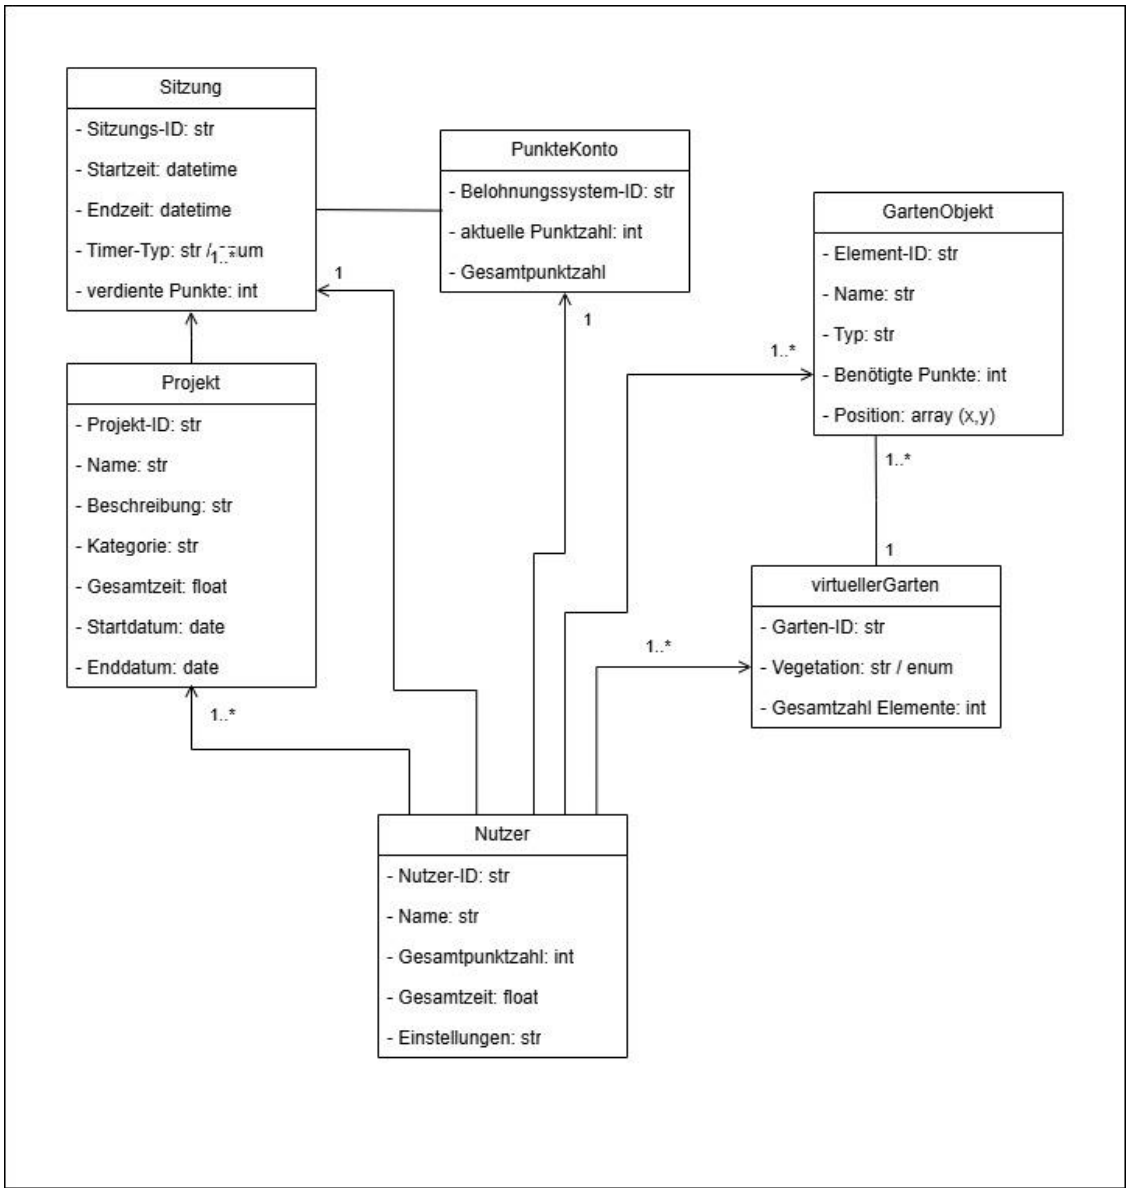 Sitzung
- Sitzungs-ID: str
- Startzeit: datetime
- Endzeit: datetime
- Timer-Typ: str /
1..*
- verdiente Punkte: int
1
PunkteKonto
- Belohnungssystem-ID: str
- aktuelle Punktzahl: int
- Gesamtpunktzahl
1
GartenObjekt
- Element-ID: str
- Name: str
- Typ: str
- Benötigte Punkte: int
- Position: array (x,y)
1..*
1..*
1
Projekt
- Projekt-ID: str
- Name: str
- Beschreibung: str
- Kategorie: str
- Gesamtzeit: float
- Startdatum: date
- Enddatum: date
1..*
virtuellerGarten
- Garten-ID: str
- Vegetation: str / enum
- Gesamtzahl Elemente: int
1..*
Nutzer
- Nutzer-ID: str
- Name: str
- Gesamtpunktzahl: int
- Gesamtzeit: float
- Einstellungen: str